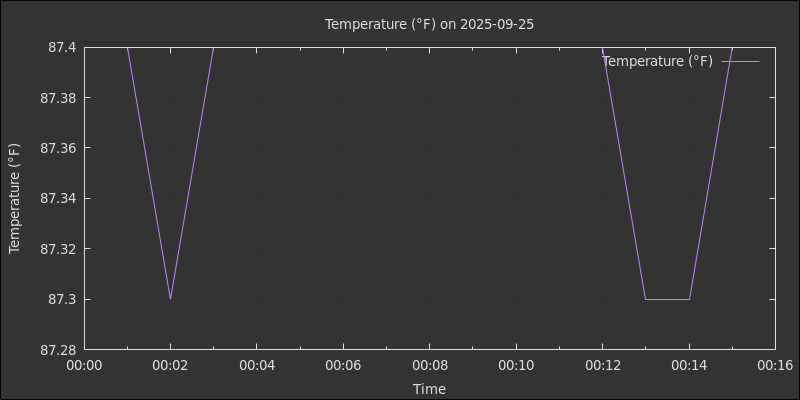 Temperature (°F) on 2025-09-25
87.4
Temperature (°F)
87.38
87.36
87.34
87.32
87.3
87.28
Temperature (°F)
00:00 00:02 00:04 00:06 00:08 00:10 00:12 00:14 00:16
Time